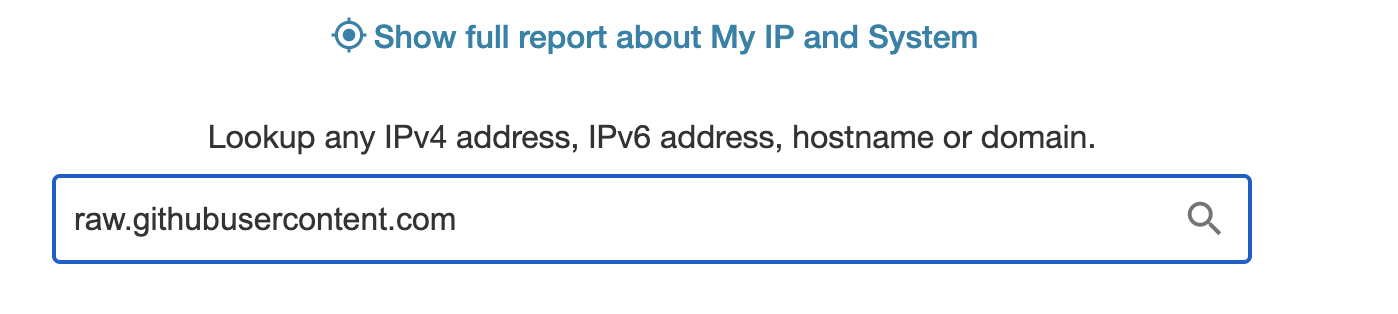 Show full report about My IP and System
Lookup any IPv4 address, IPv6 address, hostname or domain.
raw.githubusercontent.com